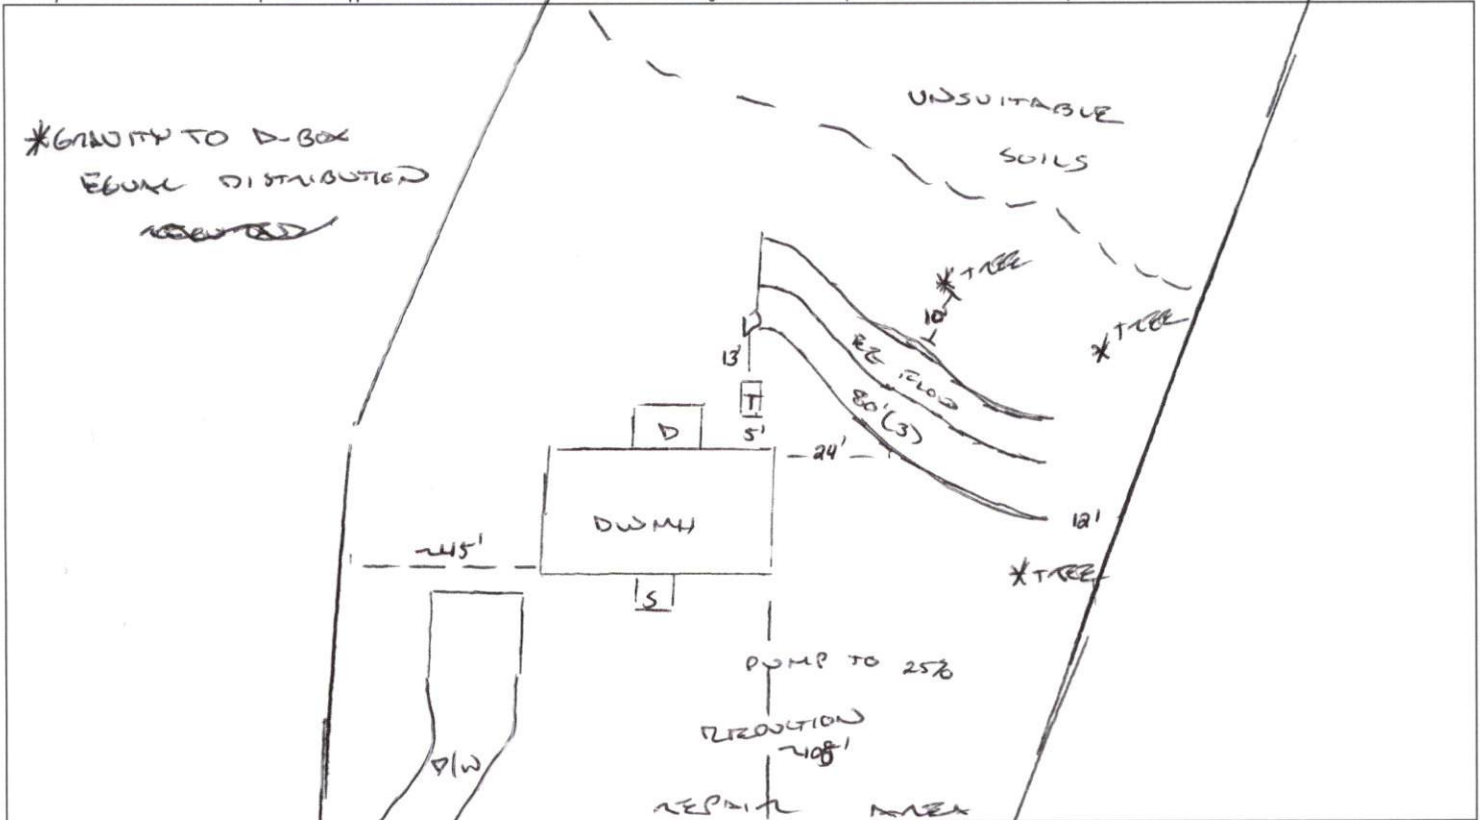 *GRAVITY TO D-BOX
EQUAL DISTRIBUTION
UNSUITABLE
SOILS
*TREE
10'
*TREE
13'
EZ FLOW
80'(3)
T
5'
D
24'
DWMH
12'
~45'
*TREE
S
PUMP TO 25%
REDUCTION
~108'
D/W
REPAIR AREA